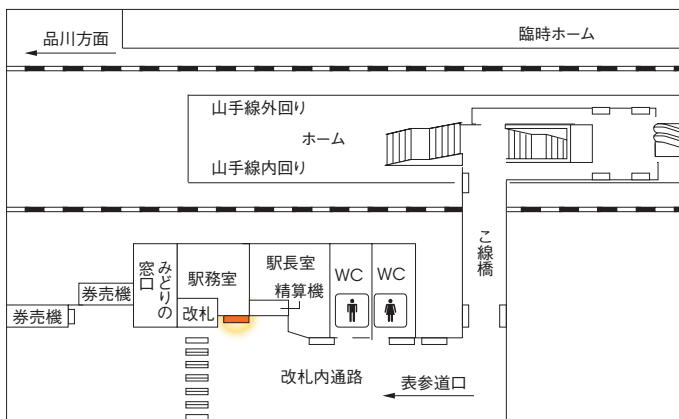 品川方面
臨時ホーム
山手線外回り
ホーム
山手線内回り
こ線橋
みどりの
窓口
駅務室
駅長室
WC
WC
精算機
券売機
改札
券売機
改札内通路
表参道口